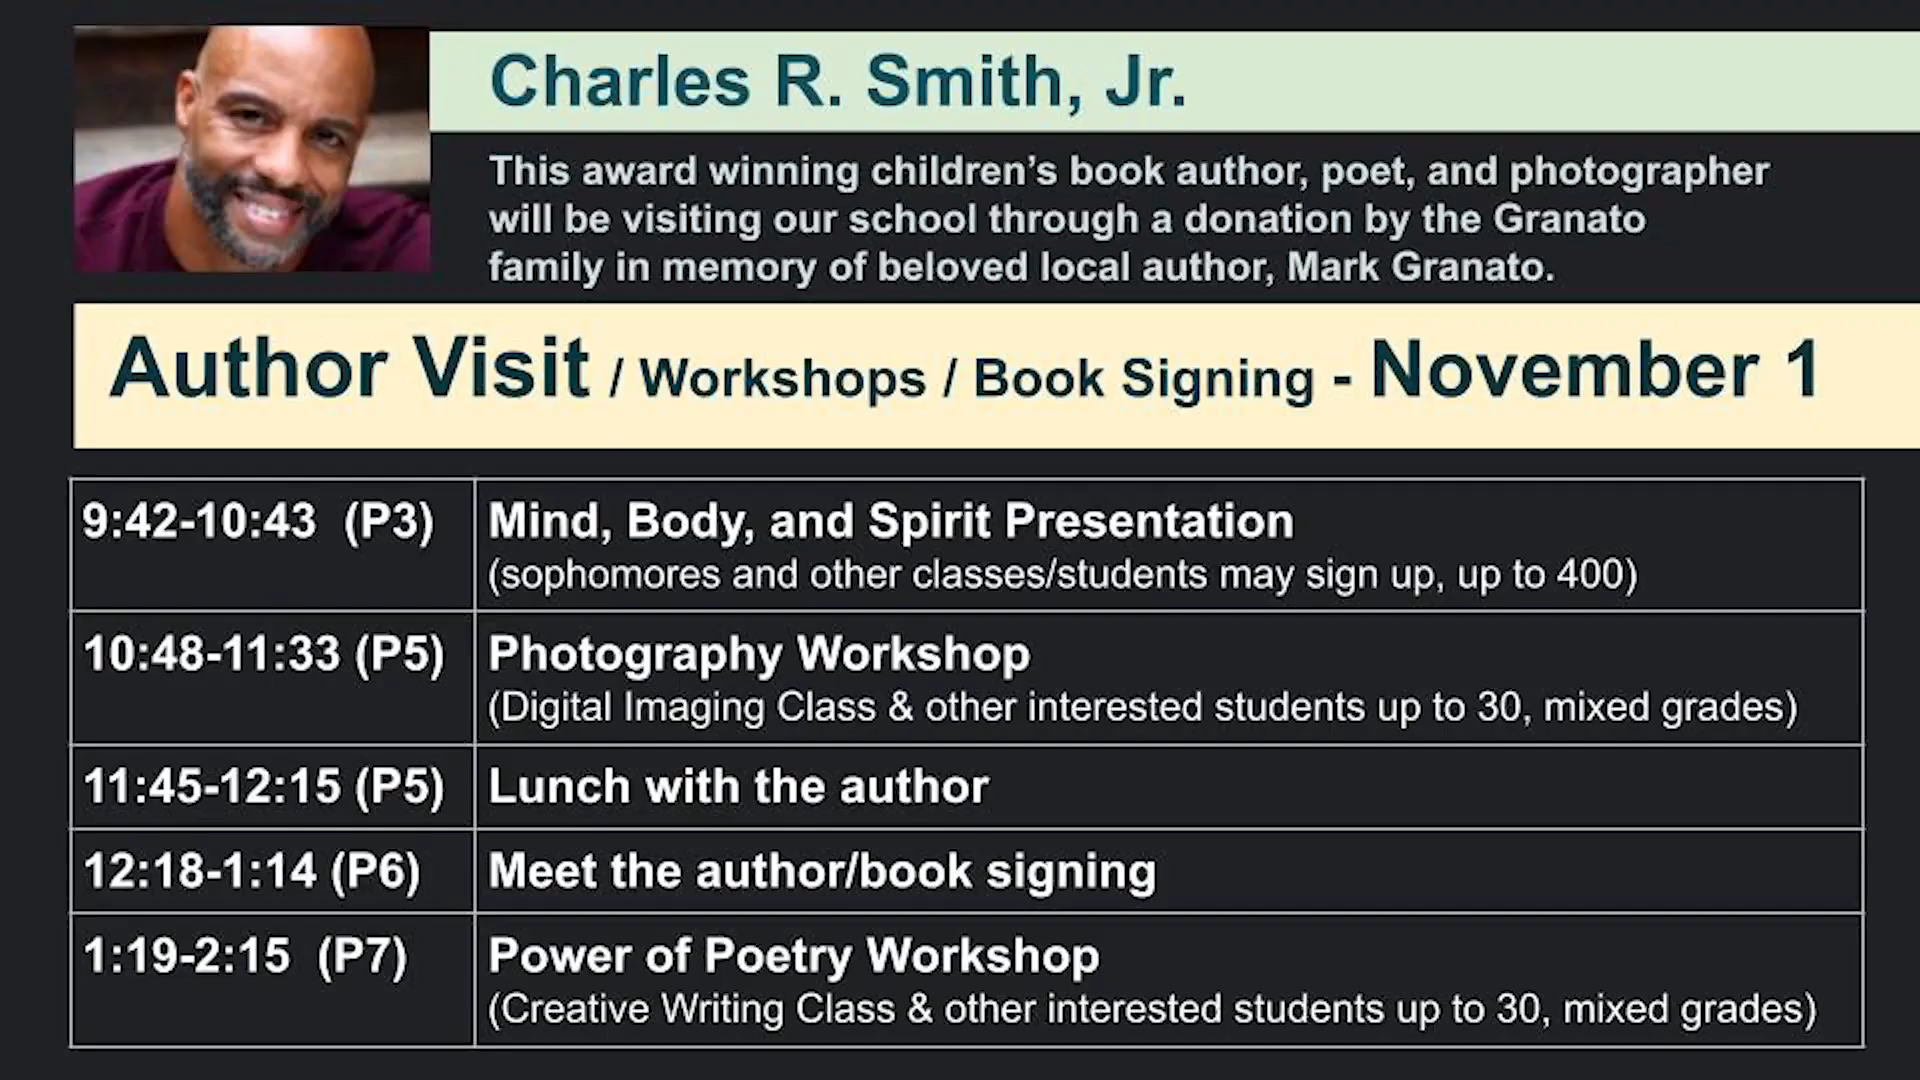 Charles R. Smith, Jr.
This award winning children’s book author, poet, and photographer
will be visiting our school through a donation by the Granato
family in memory of beloved local author, Mark Granato.
Author Visit / Workshops / Book Signing - November 1
9:42-10:43 (P3) Mind, Body, and Spirit Presentation
(sophomores and other classes/students may sign up, up to 400)
10:48-11:33 (P5) Photography Workshop
(Digital Imaging Class & other interested students up to 30, mixed grades)
11:45-12:15 (P5) Lunch with the author
12:18-1:14 (P6) Meet the author/book signing
1:19-2:15 (P7) Power of Poetry Workshop
(Creative Writing Class & other interested students up to 30, mixed grades)